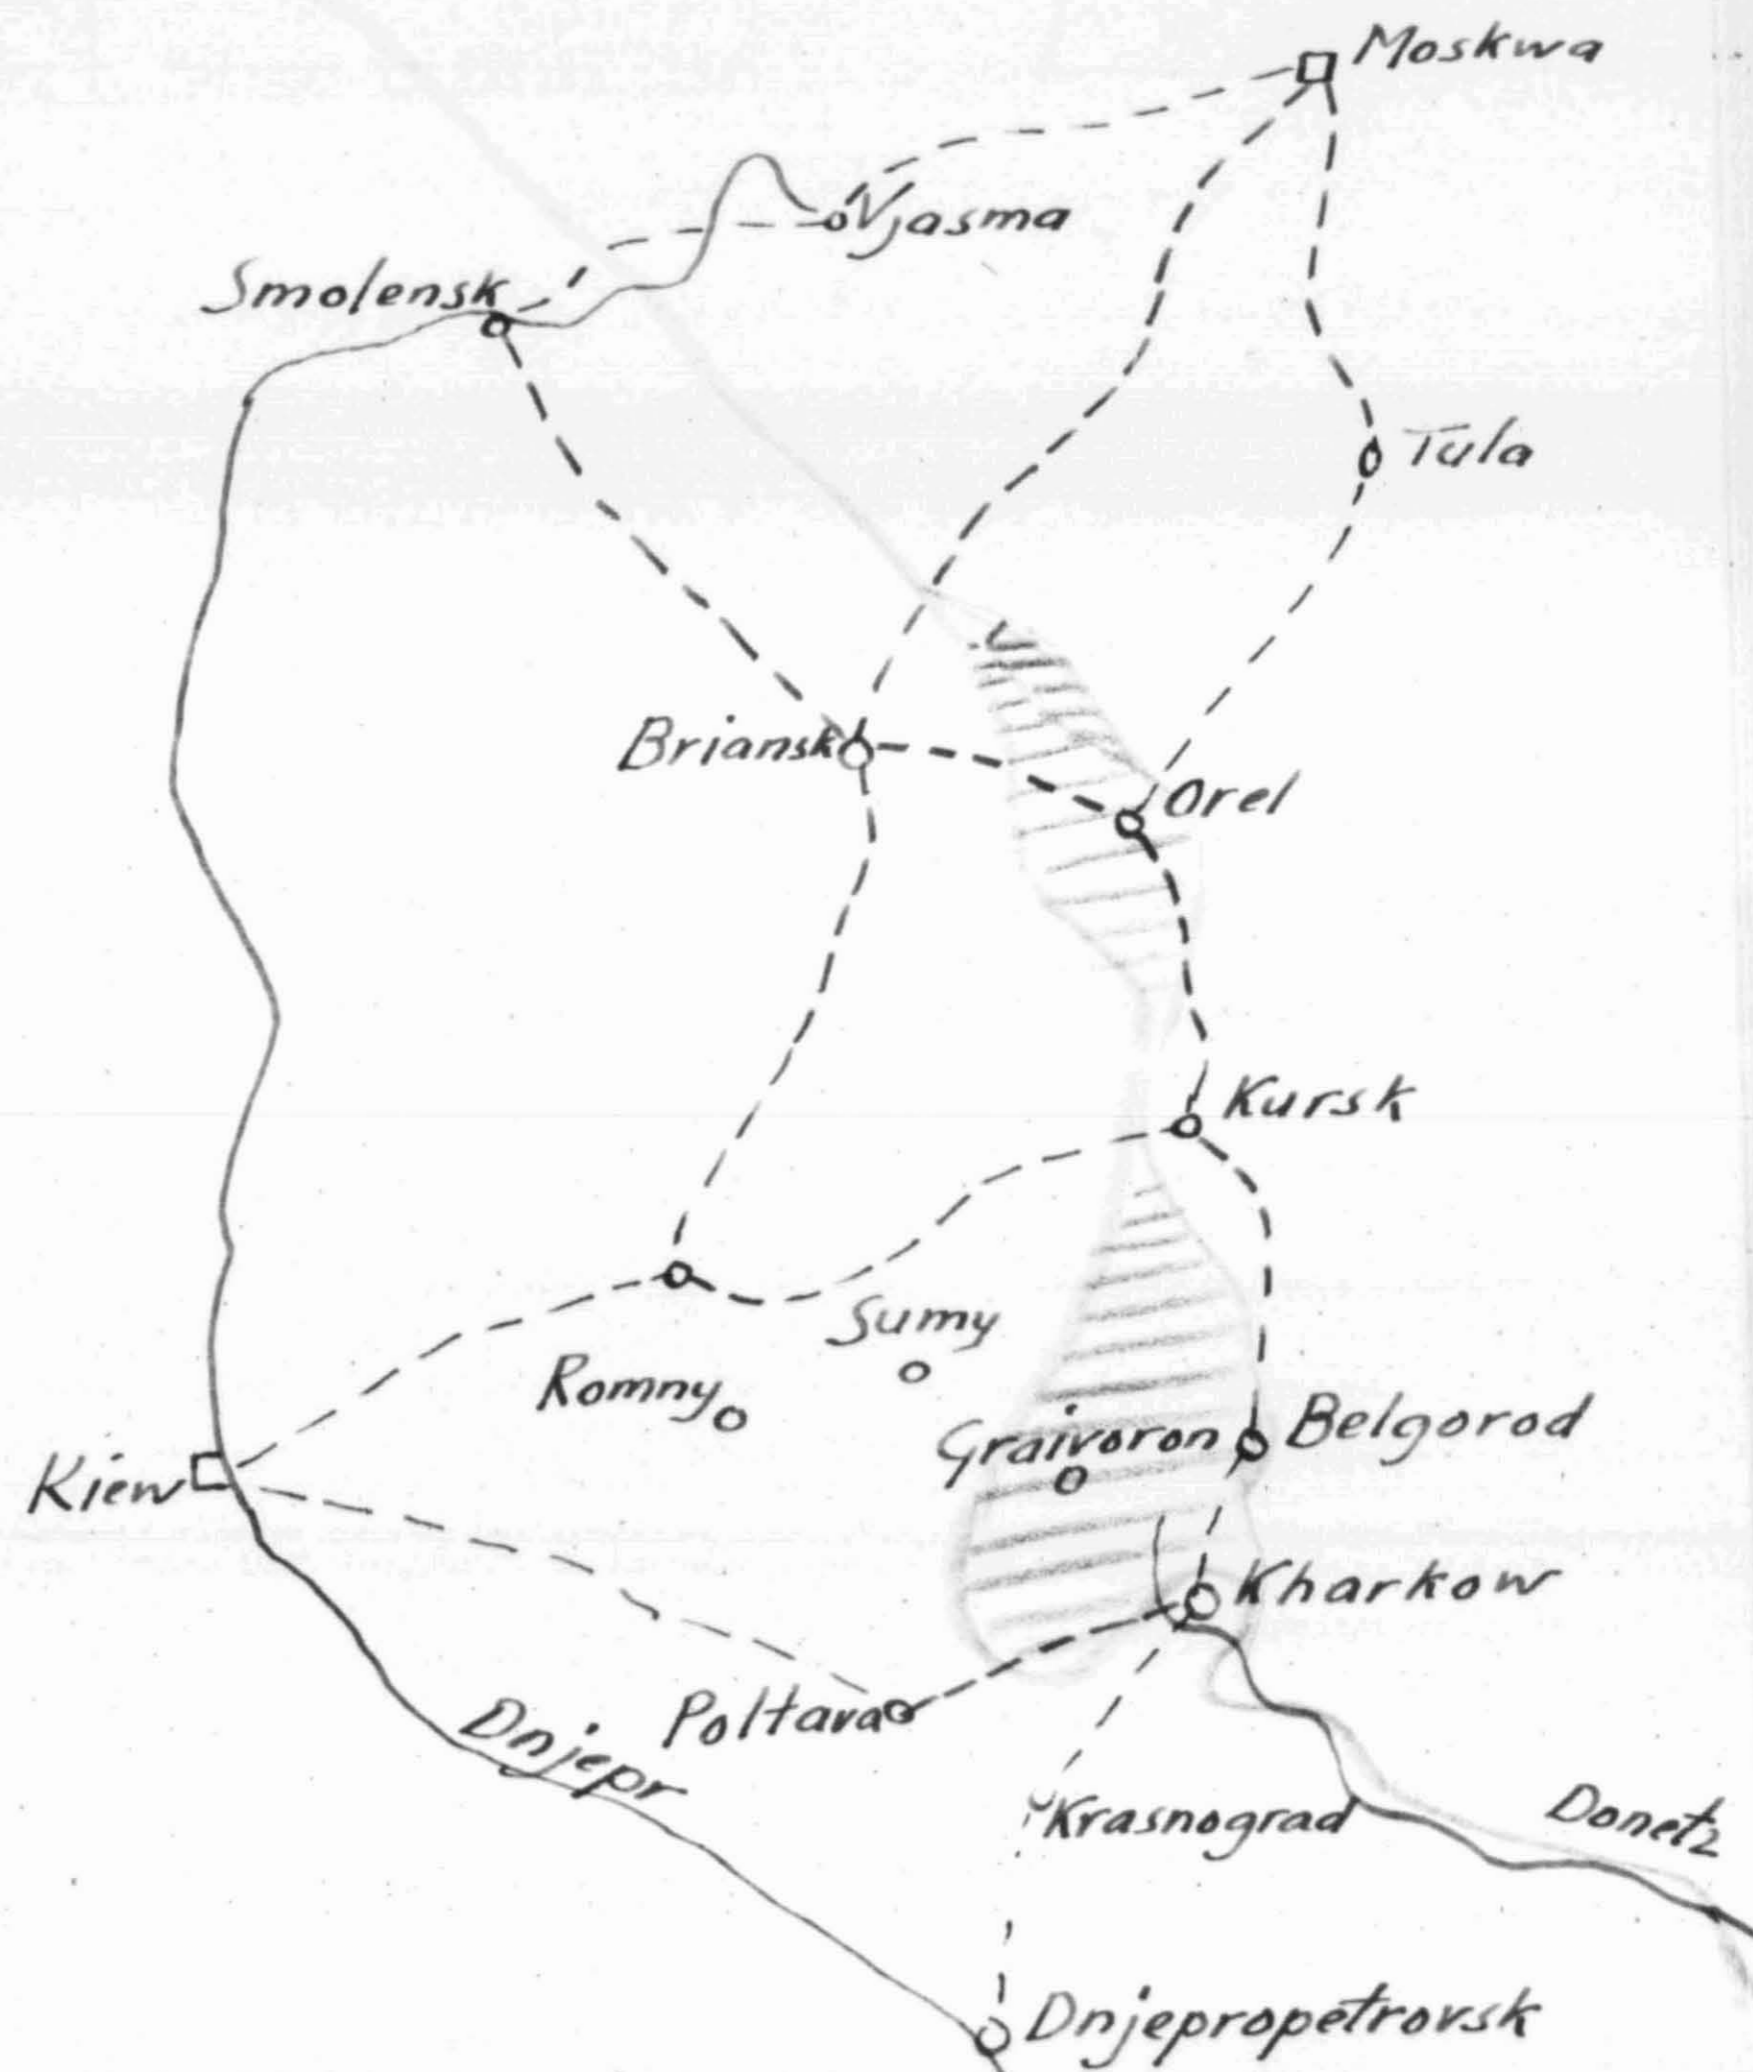 Moskwa
Vjasma
Smolensk
Tula
Briansk
Orel
Kursk
Sumy
Romny
Graivoron
Belgorod
Kiew
Kharkow
Poltava
Dnjepr
Krasnograd
Donetz
Dnjepropetrovsk